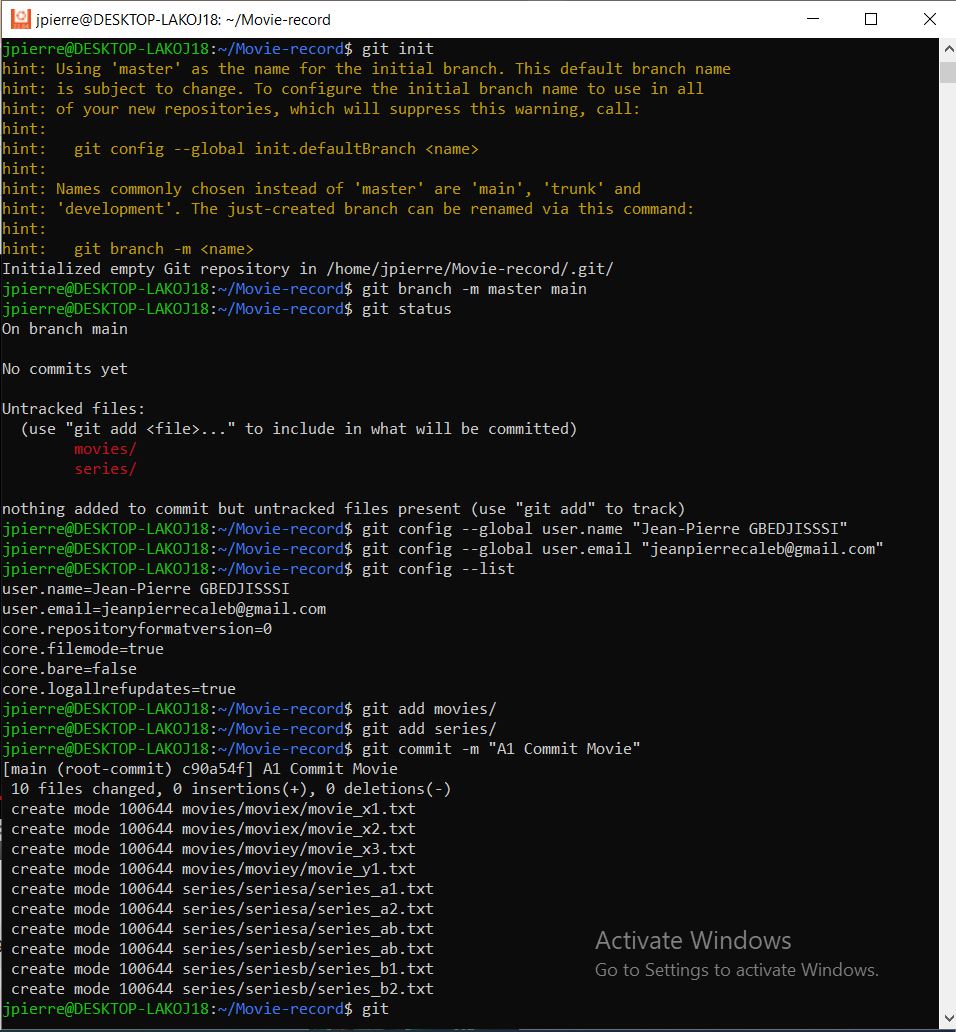 jpierre@DESKTOP-LAKOJ18: ~/Movie-record
jpierre@DESKTOP-LAKOJ18:~/Movie-record$ git init
hint: Using 'master' as the name for the initial branch. This default branch name
hint: is subject to change. To configure the initial branch name to use in all
hint: of your new repositories, which will suppress this warning, call:
hint:
hint:   git config --global init.defaultBranch <name>
hint:
hint: Names commonly chosen instead of 'master' are 'main', 'trunk' and
hint: 'development'. The just-created branch can be renamed via this command:
hint:
hint:   git branch -m <name>
Initialized empty Git repository in /home/jpierre/Movie-record/.git/
jpierre@DESKTOP-LAKOJ18:~/Movie-record$ git branch -m master main
jpierre@DESKTOP-LAKOJ18:~/Movie-record$ git status
On branch main
No commits yet
Untracked files:
  (use "git add <file>..." to include in what will be committed)
        movies/
        series/
nothing added to commit but untracked files present (use "git add" to track)
jpierre@DESKTOP-LAKOJ18:~/Movie-record$ git config --global user.name "Jean-Pierre GBEDJISSSI"
jpierre@DESKTOP-LAKOJ18:~/Movie-record$ git config --global user.email "jeanpierrecaleb@gmail.com"
jpierre@DESKTOP-LAKOJ18:~/Movie-record$ git config --list
user.name=Jean-Pierre GBEDJISSSI
user.email=jeanpierrecaleb@gmail.com
core.repositoryformatversion=0
core.filemode=true
core.bare=false
core.logallrefupdates=true
jpierre@DESKTOP-LAKOJ18:~/Movie-record$ git add movies/
jpierre@DESKTOP-LAKOJ18:~/Movie-record$ git add series/
jpierre@DESKTOP-LAKOJ18:~/Movie-record$ git commit -m "A1 Commit Movie"
[main (root-commit) c90a54f] A1 Commit Movie
 10 files changed, 0 insertions(+), 0 deletions(-)
 create mode 100644 movies/moviex/movie_x1.txt
 create mode 100644 movies/moviex/movie_x2.txt
 create mode 100644 movies/moviey/movie_x3.txt
 create mode 100644 movies/moviey/movie_y1.txt
 create mode 100644 series/seriesa/series_a1.txt
 create mode 100644 series/seriesa/series_a2.txt
 create mode 100644 series/seriesa/series_ab.txt
 create mode 100644 series/seriesb/series_ab.txt
 create mode 100644 series/seriesb/series_b1.txt
 create mode 100644 series/seriesb/series_b2.txt
jpierre@DESKTOP-LAKOJ18:~/Movie-record$ git
Activate Windows
Go to Settings to activate Windows.